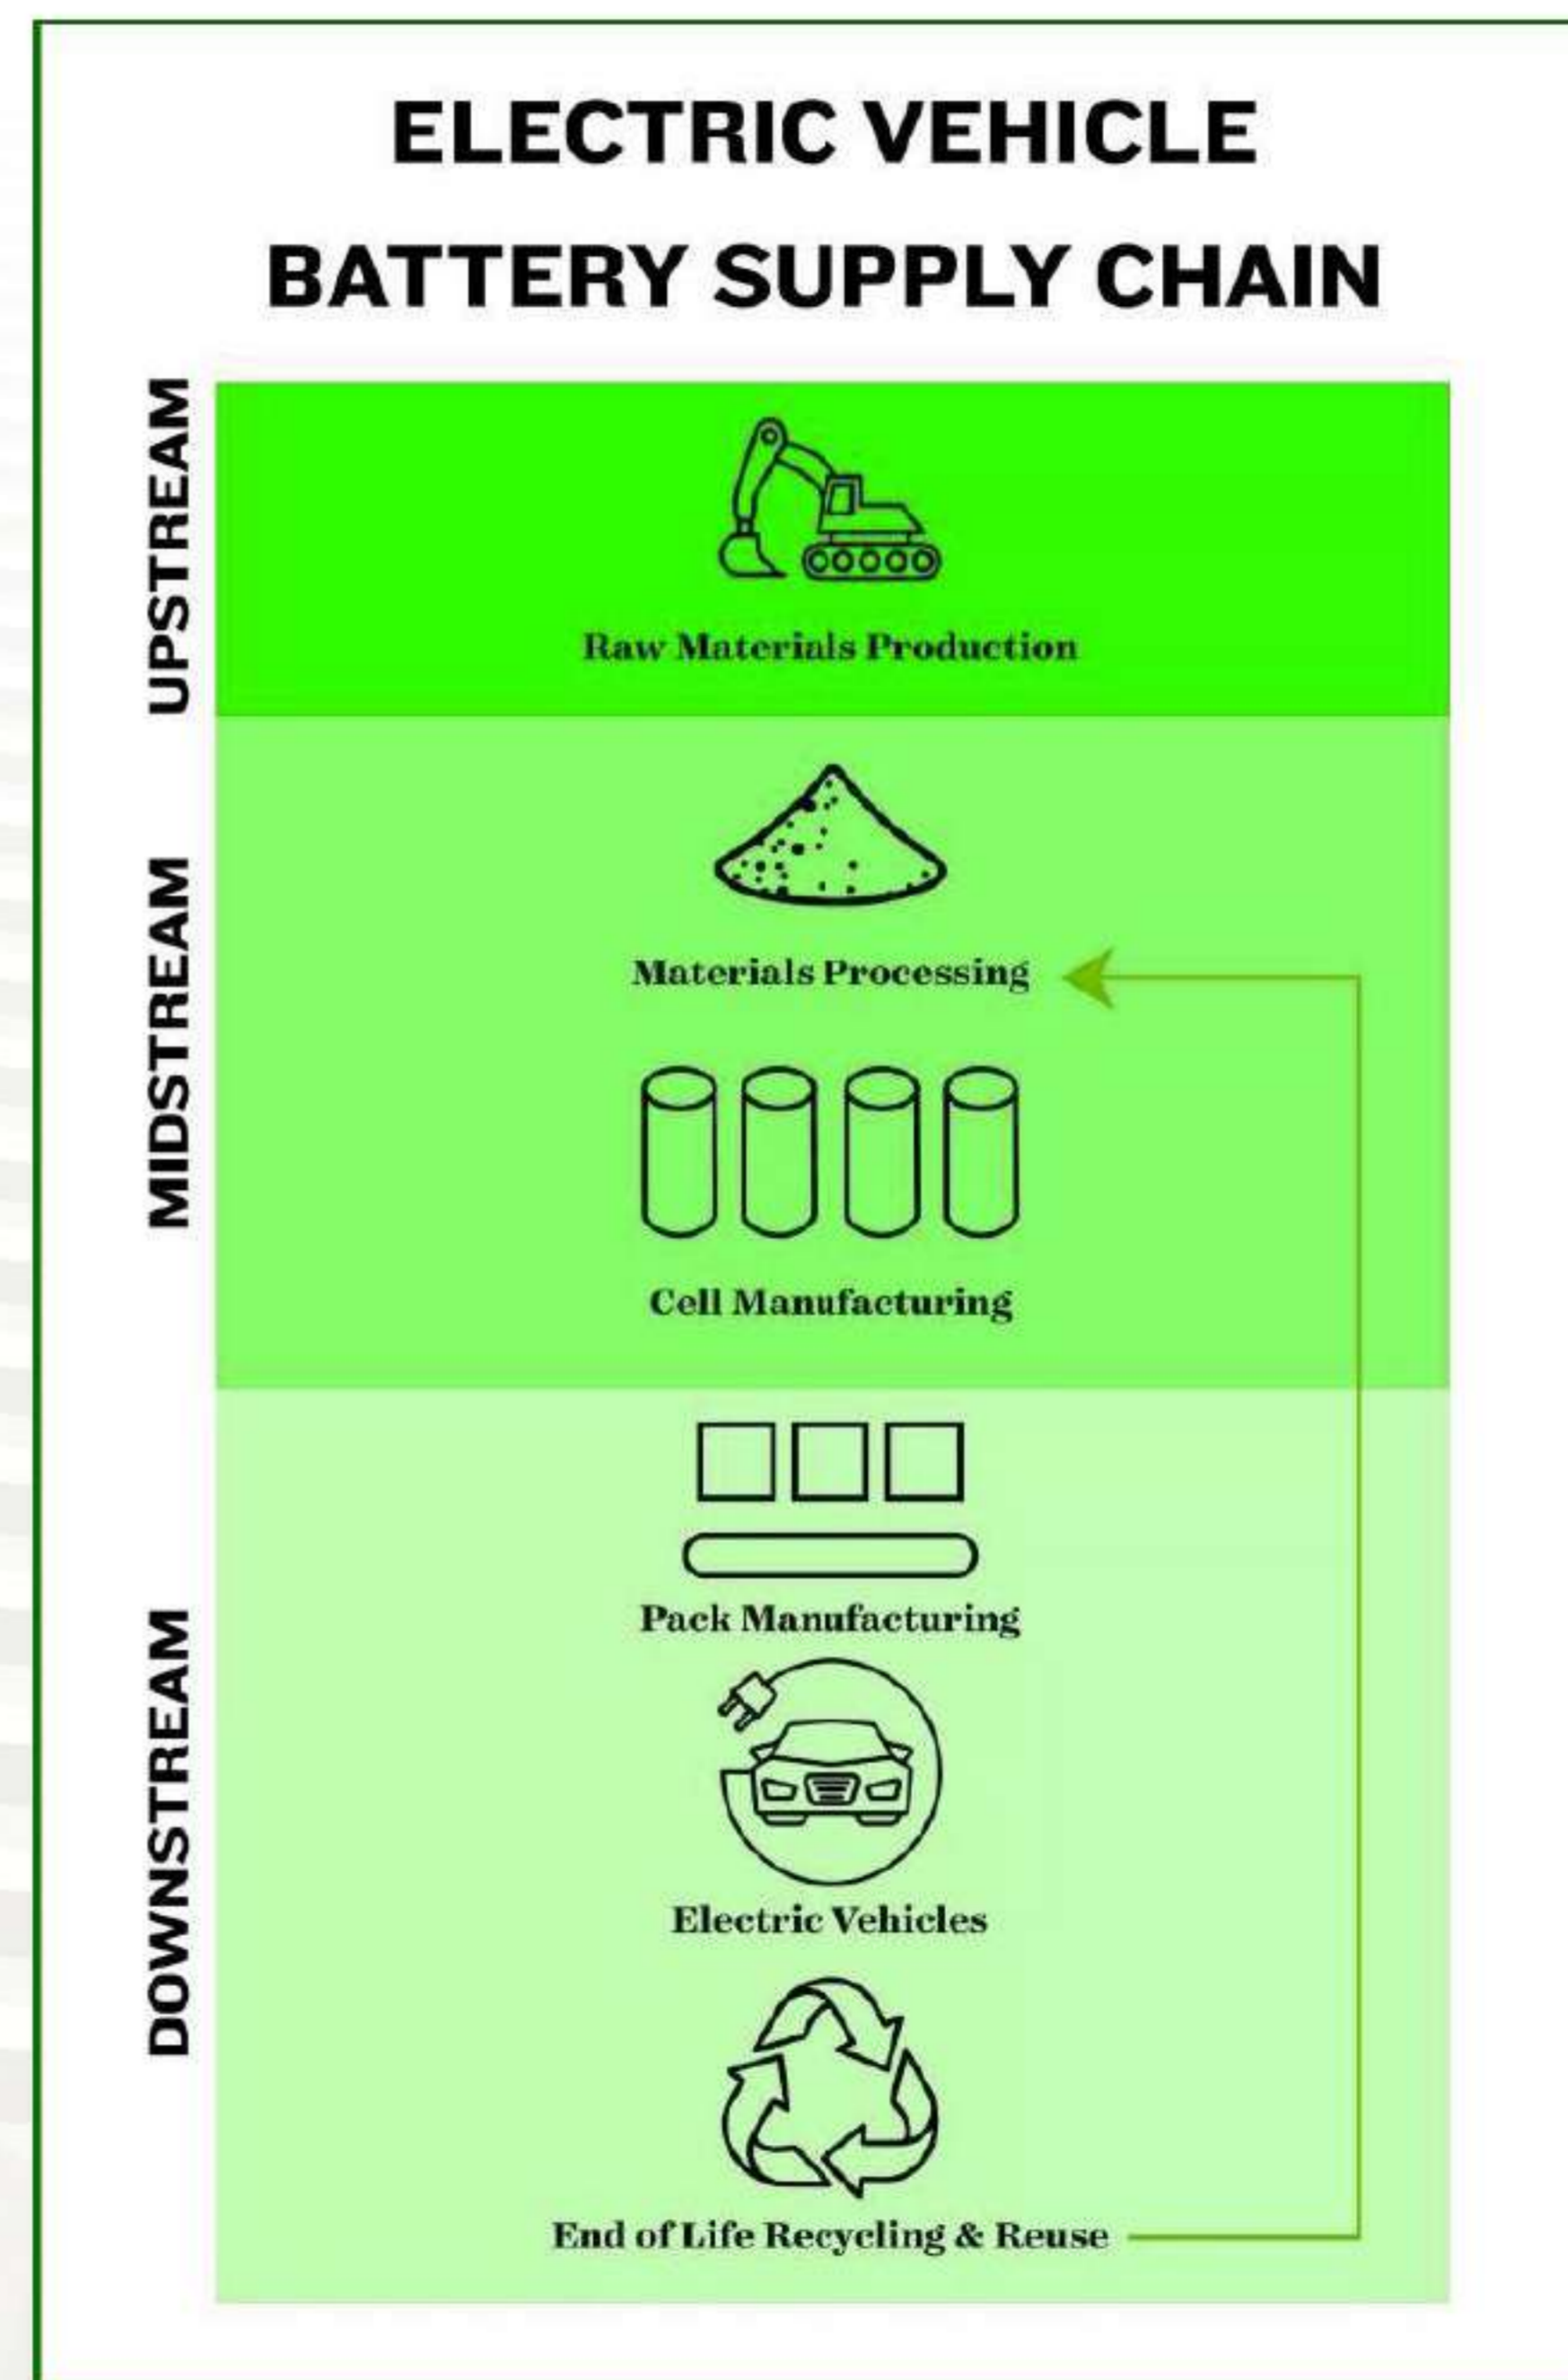 ELECTRIC VEHICLE
BATTERY SUPPLY CHAIN
UPSTREAM
Raw Materials Production
MIDSTREAM
Materials Processing
Cell Manufacturing
DOWNSTREAM
Pack Manufacturing
Electric Vehicles
End of Life Recycling & Reuse